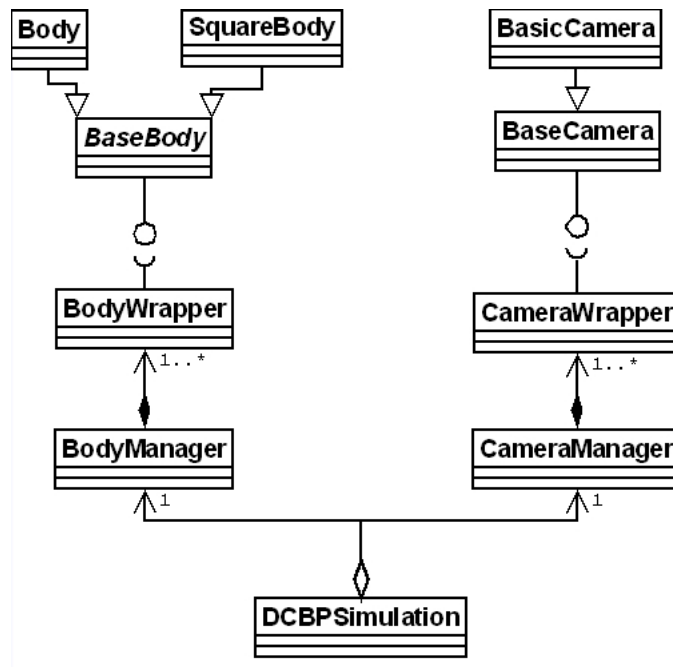 Body
SquareBody
BasicCamera
BaseBody
BaseCamera
BodyWrapper
CameraWrapper
1..*
1..*
BodyManager
CameraManager
1
1
DCBPSimulation